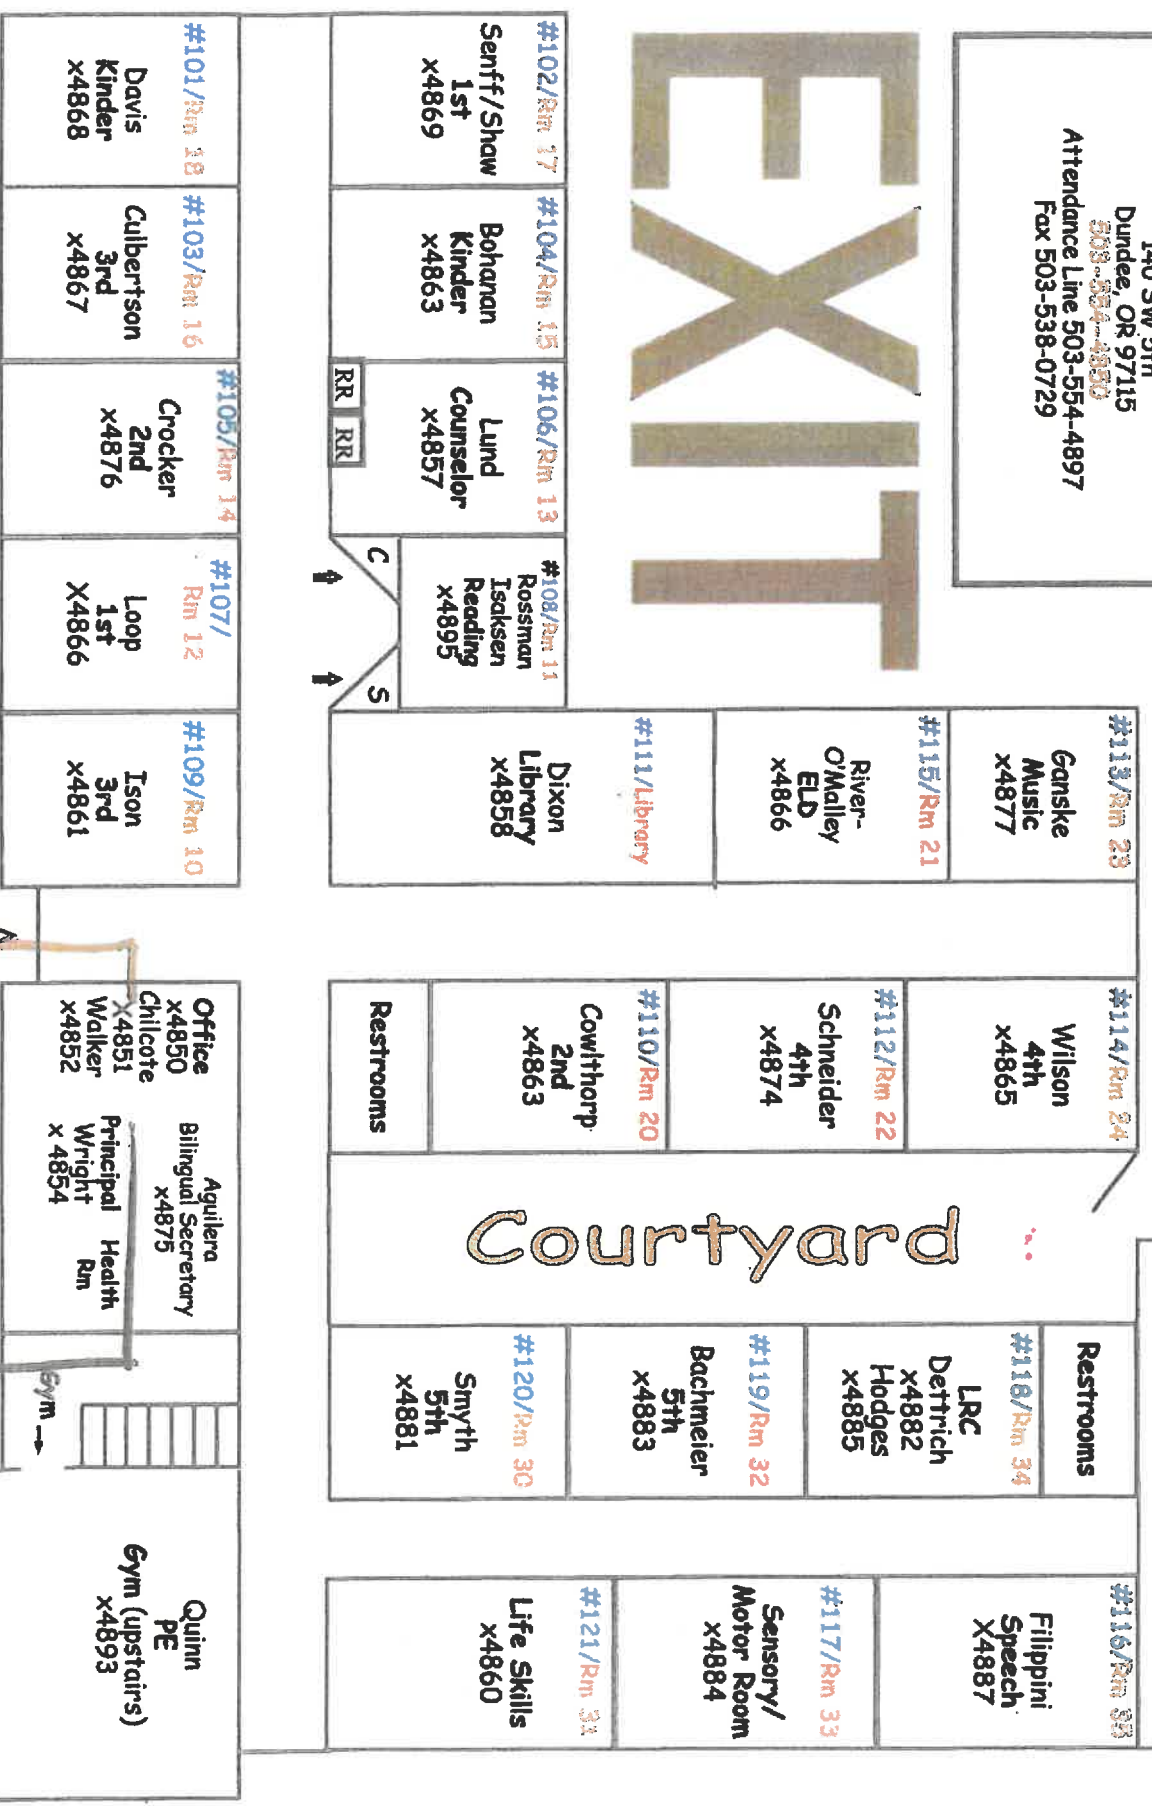 140 SW 5th
Dundee, OR 97115
503-554-4850
Attendance Line 503-554-4897
Fax 503-538-0729
EXIT
#113/Rm 23
Ganske
Music
x4877
#114/Rm 24
Wilson
4th
x4865
Restrooms
#116/Rm 35
Filippini
Speech
X4887
#115/Rm 21
River-
O'Malley
ELD
x4866
#112/Rm 22
Schneider
4th
x4874
Courtyard
#118/Rm 34
LRC
Dettrich
x4882
Hodges
x4885
#117/Rm 33
Sensory/
Motor Room
x4884
#111/Library
Dixon
Library
x4858
#110/Rm 20
Cowlthorp
2nd
x4863
#119/Rm 32
Bachmeier
5th
x4883
#121/Rm 31
Life Skills
x4860
Restrooms
#120/Rm 30
Smyth
5th
x4881
#102/Rm 17
Senff/Shaw
1st
x4869
#104/Rm 15
Bohanan
Kinder
x4863
#106/Rm 13
Lund
Counselor
x4857
#108/Rm 11
Rossman
Isaksen
Reading
x4895
RR
RR
C
S
#101/Rm 18
Davis
Kinder
x4868
#103/Rm 16
Culbertson
3rd
x4867
#105/Rm 14
Crocker
2nd
x4876
#107/
Rm 12
Loop
1st
X4866
#109/Rm 10
Ison
3rd
x4861
Office
x4850
Chilcote
X4851
Walker
x4852
Aguilera
Bilingual Secretary
x4875
Principal
Wright
x 4854
Health
Rm
Gym
Quinn
PE
Gym (upstairs)
x4893